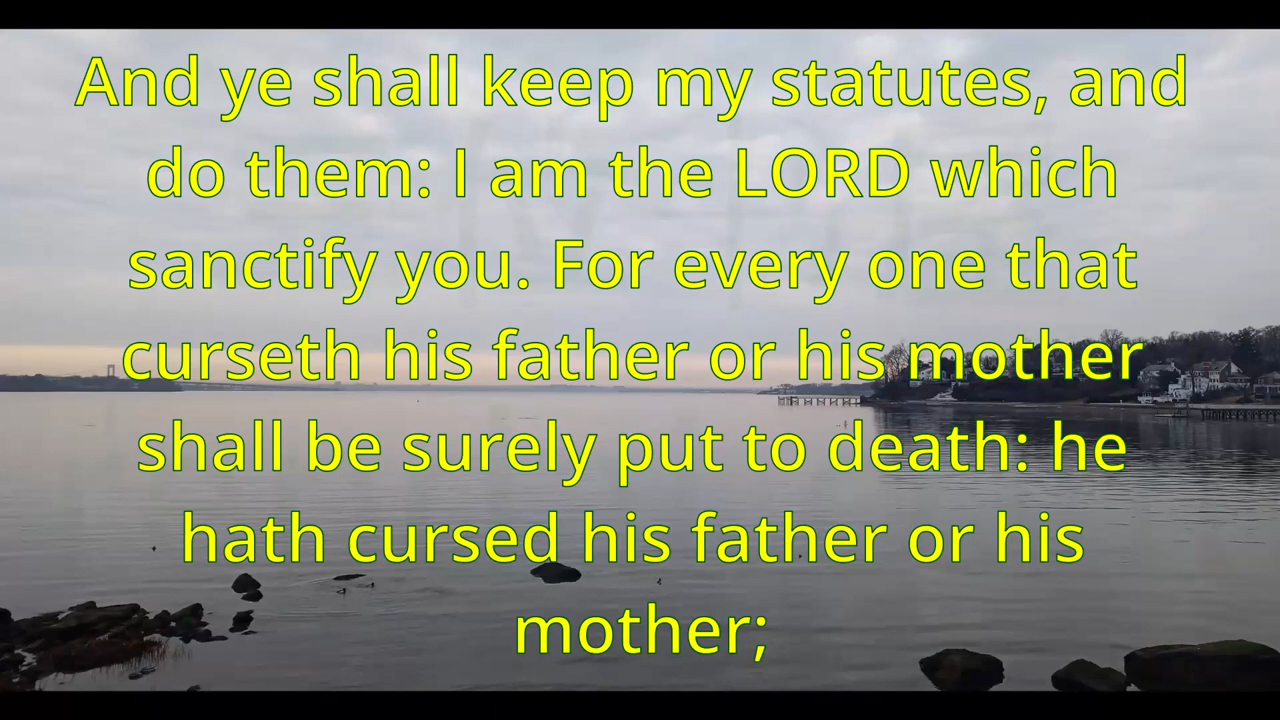 And ye shall keep my statutes, and
do them: I am the LORD which
sanctify you. For every one that
curseth his father or his mother
shall be surely put to death: he
hath cursed his father or his
mother;